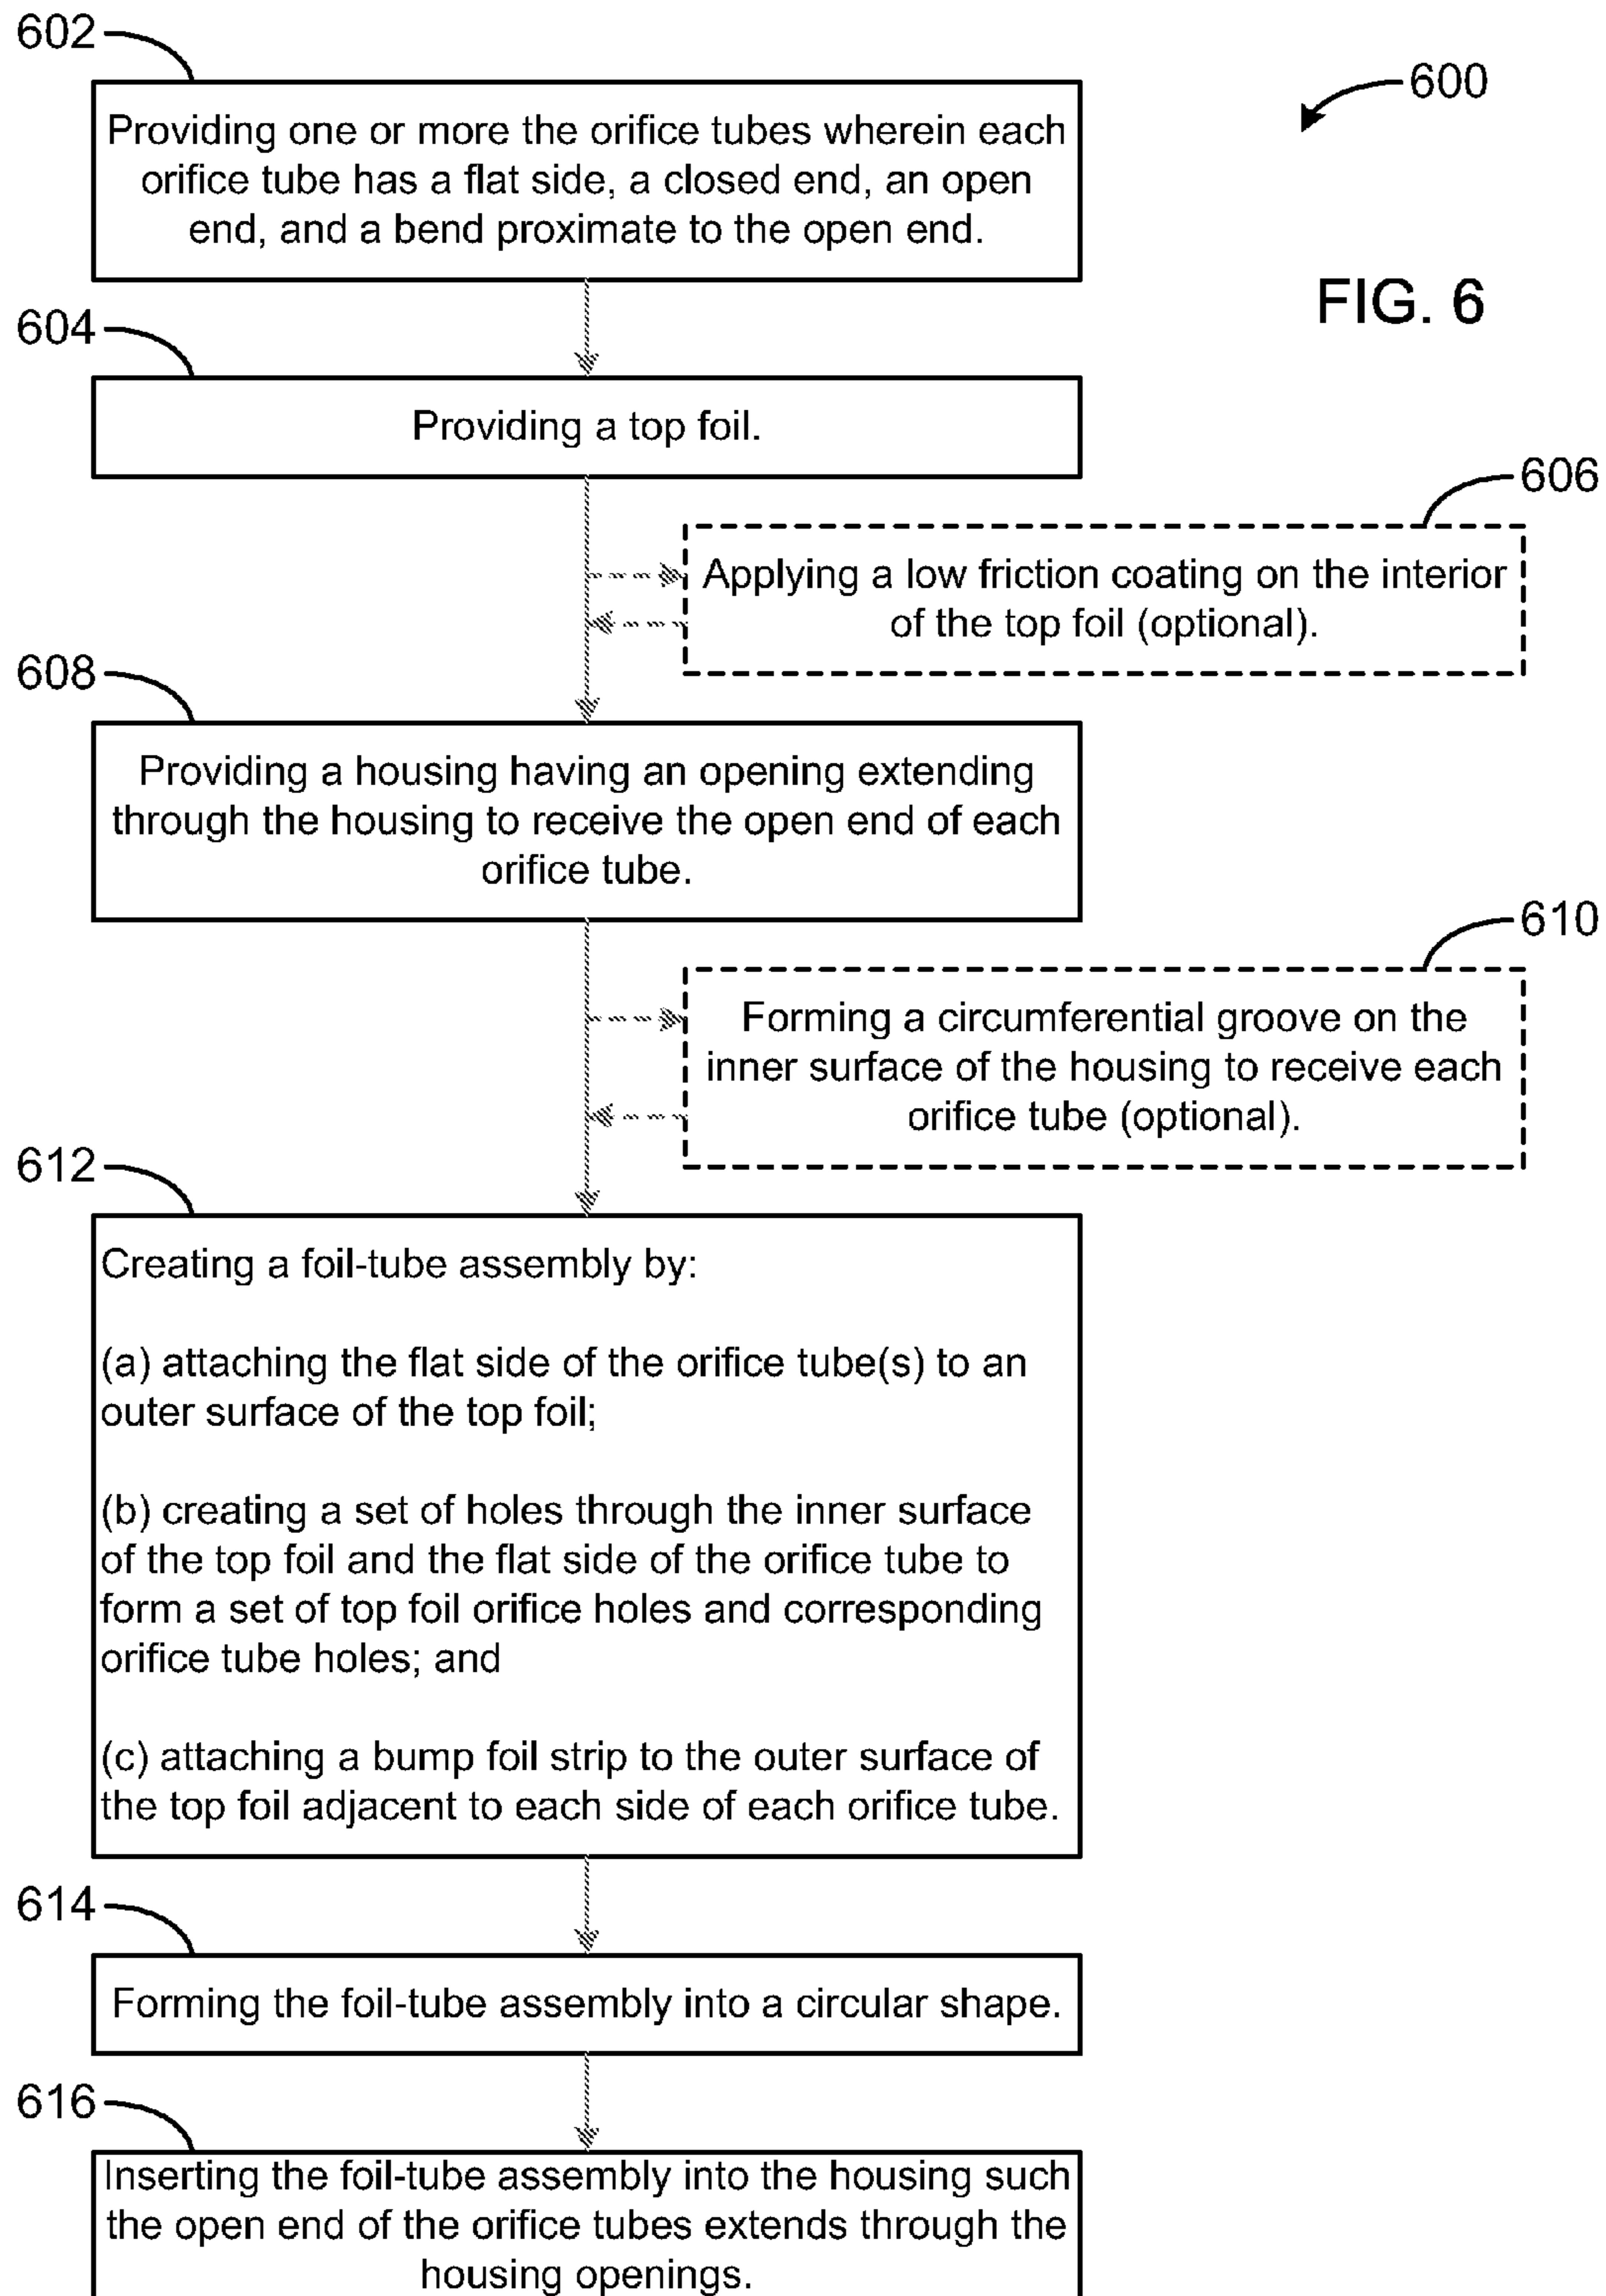 602
600
Providing one or more the orifice tubes wherein each
orifice tube has a flat side, a closed end, an open
end, and a bend proximate to the open end.
FIG. 6
604
Providing a top foil.
606
Applying a low friction coating on the interior
of the top foil (optional).
608
Providing a housing having an opening extending
through the housing to receive the open end of each
orifice tube.
610
Forming a circumferential groove on the
inner surface of the housing to receive each
orifice tube (optional).
612
Creating a foil-tube assembly by:
(a) attaching the flat side of the orifice tube(s) to an
outer surface of the top foil;
(b) creating a set of holes through the inner surface
of the top foil and the flat side of the orifice tube to
form a set of top foil orifice holes and corresponding
orifice tube holes; and
(c) attaching a bump foil strip to the outer surface of
the top foil adjacent to each side of each orifice tube.
614
Forming the foil-tube assembly into a circular shape.
616
Inserting the foil-tube assembly into the housing such
the open end of the orifice tubes extends through the
housing openings.